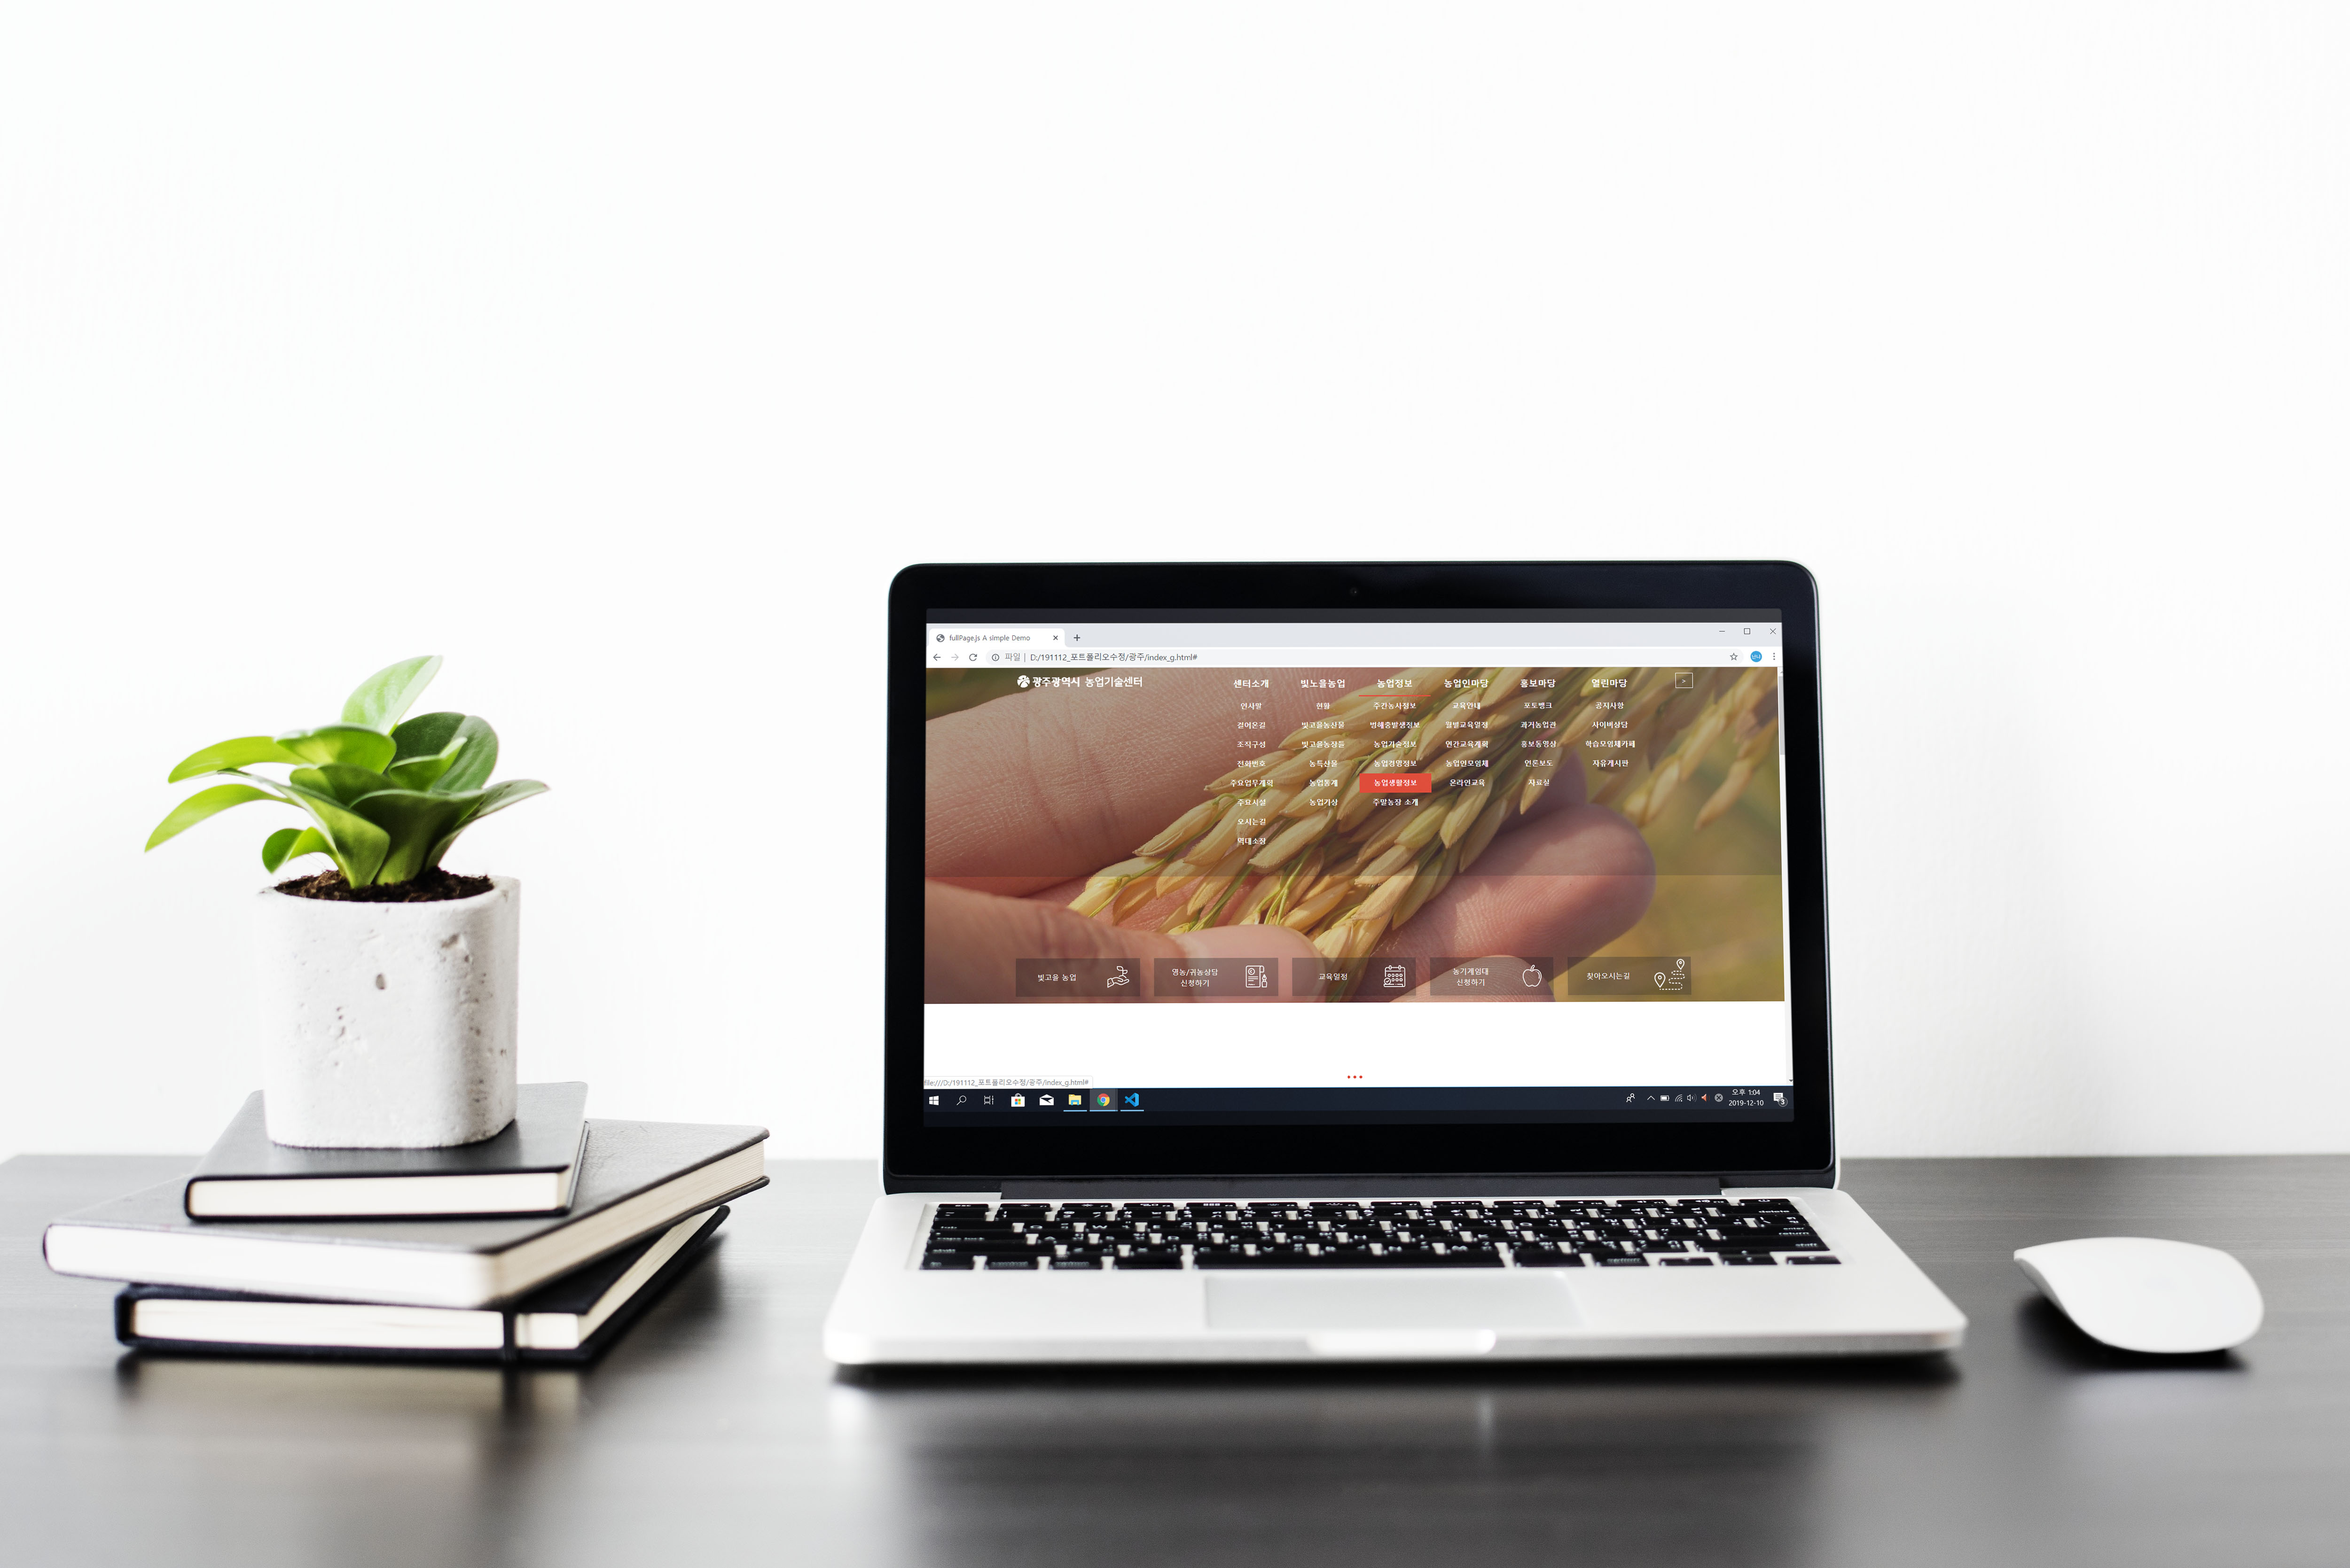 fullPage.js A simple Demo
파일 | D:/191112_포트폴리오수정/광주/index_g.html#
광주광역시 농업기술센터
센터소개 빛노을농업 농업정보 농업인마당 홍보마당 열린마당 >
인사말 현황 주간농사정보 교육안내 포토뱅크 공지사항
걸어온길 빛고을농산물 병해충발생정보 월별교육일정 과거농업관 사이버상담
조직구성 빛고을농장들 농업기술정보 연간교육계획 홍보동영상 학습모임체카페
전화번호 농특산물 농업경영정보 농업인모임체 언론보도 자유게시판
주요업무계획 농업통계 농업생활정보 온라인교육 자료실
주요시설 농업기상 주말농장 소개
오시는길
역대소장
빛고을 농업
영농/귀농상담
신청하기
교육일정
농기계임대
신청하기
찾아오시는길
file:///D:/191112_포트폴리오수정/광주/index_g.html#
오후 1:04
2019-12-10
3
delete
enter
return
shift
option